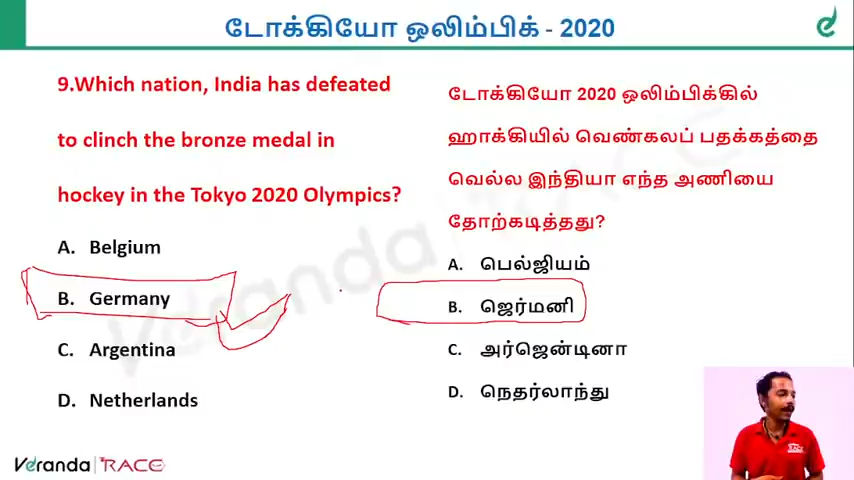 டோக்கியோ ஒலிம்பிக் - 2020
9.Which nation, India has defeated
to clinch the bronze medal in
hockey in the Tokyo 2020 Olympics?
A. Belgium
B. Germany
C. Argentina
D. Netherlands
டோக்கியோ 2020 ஒலிம்பிக்கில்
ஹாக்கியில் வெண்கலப் பதக்கத்தை
வெல்ல இந்தியா எந்த அணியை
தோற்கடித்தது?
A. பெல்ஜியம்
B. ஜெர்மனி
C. அர்ஜென்டினா
D. நெதர்லாந்து
Veranda | RACE
Veranda | RACE